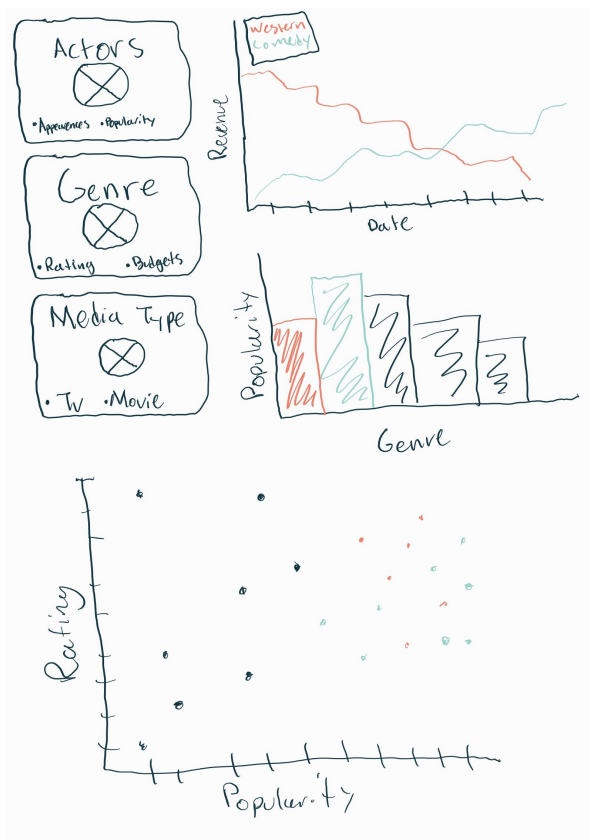 Actors
• Appearences • Popularity
Genre
• Rating • Budgets
Media Type
• Tv • Movie
Western
Comedy
Revenue
Date
Popularity
Genre
Rating
Popularity